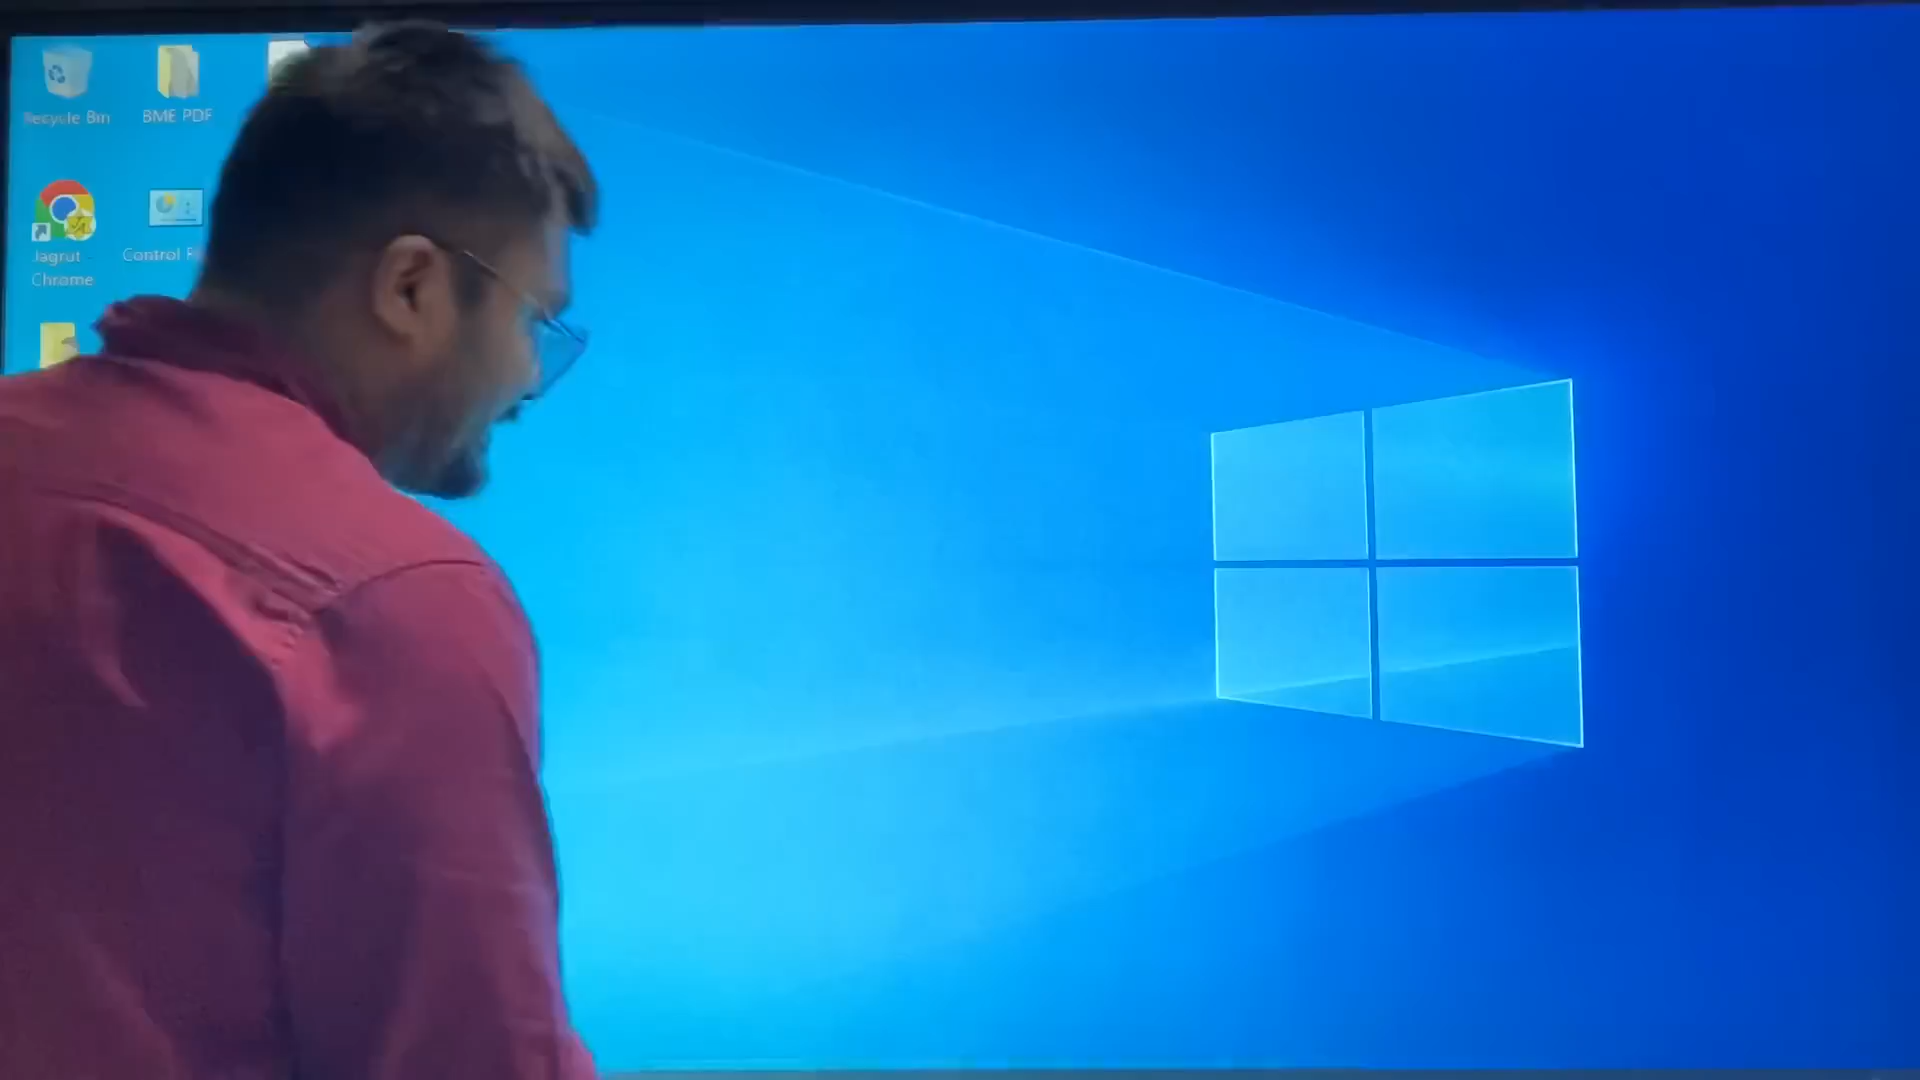 Recycle Bin
BME PDF
Jagrut -
Chrome
Control